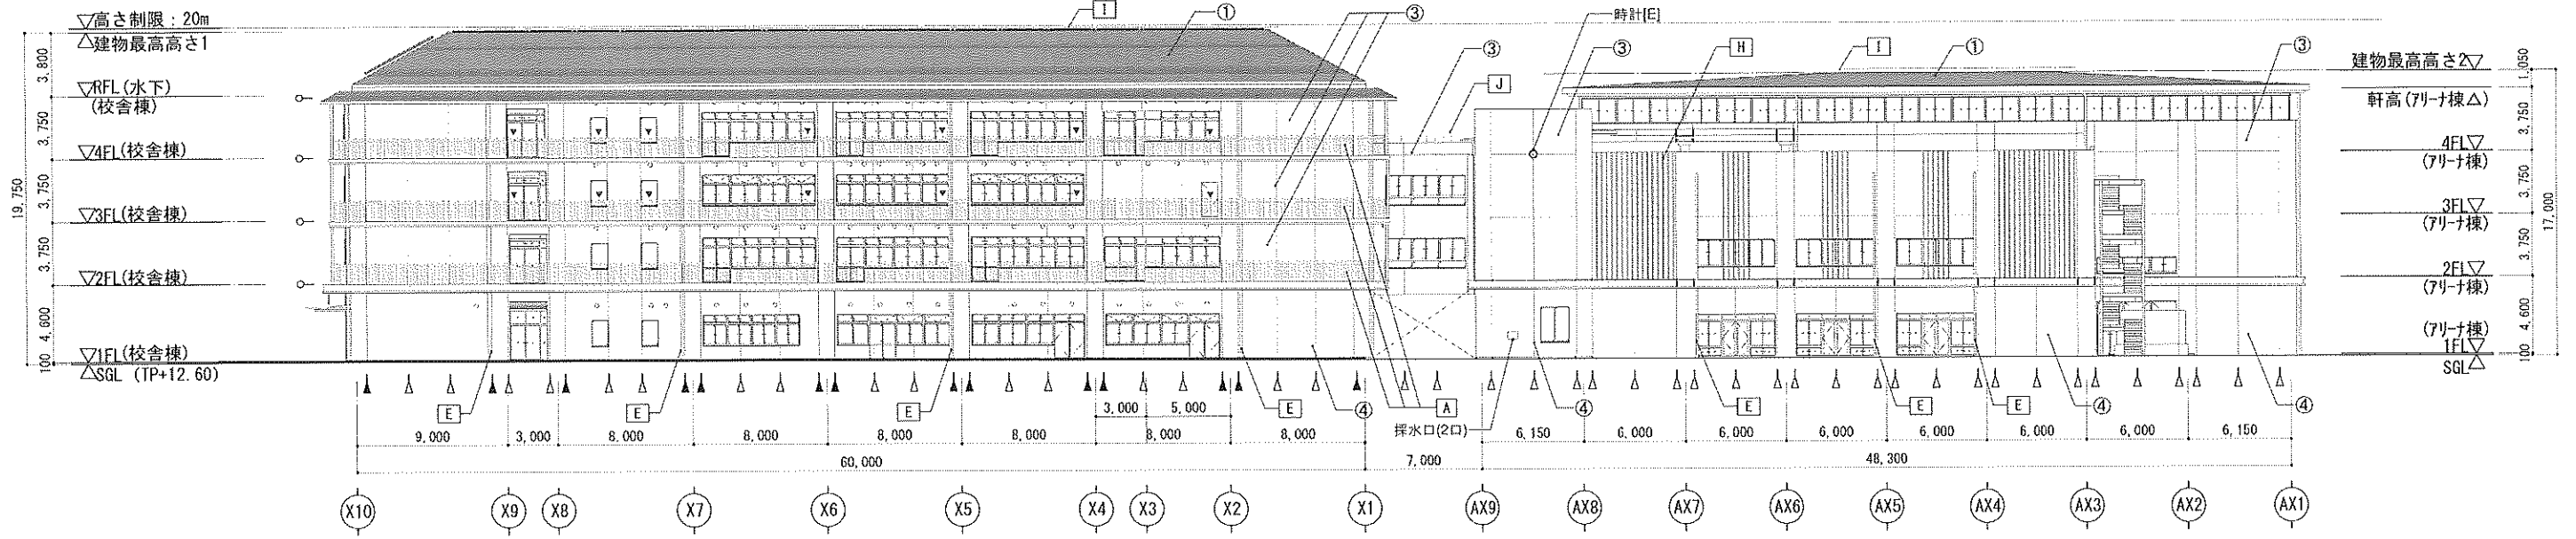 ▽高さ制限：20m
△建物最高高さ1
3,800
▽RFL(水下)
(校舎棟)
3,750
▽4FL(校舎棟)
3,750
▽3FL(校舎棟)
3,750
▽2FL(校舎棟)
4,600
▽1FL(校舎棟)
100
△SGL (TP+12.60)
19,750
I
①
③
時計[E]
③
③
J
H
I
①
③
建物最高高さ2▽
1,050
軒高(アリーナ棟△)
3,750
4FL▽
(アリーナ棟)
3,750
3FL▽
(アリーナ棟)
3,750
2FL▽
(アリーナ棟)
4,600
(アリーナ棟)
1FL▽
100
SGL△
17,000
E
E
E
E
④
A
採水口(2口)
④
E
E
E
④
④
3,000 5,000
9,000 3,000 8,000 8,000 8,000 8,000 8,000 8,000
6,150 6,000 6,000 6,000 6,000 6,000 6,000 6,150
60,000 7,000 48,300
X10 X9 X8 X7 X6 X5 X4 X3 X2 X1 AX9 AX8 AX7 AX6 AX5 AX4 AX3 AX2 AX1